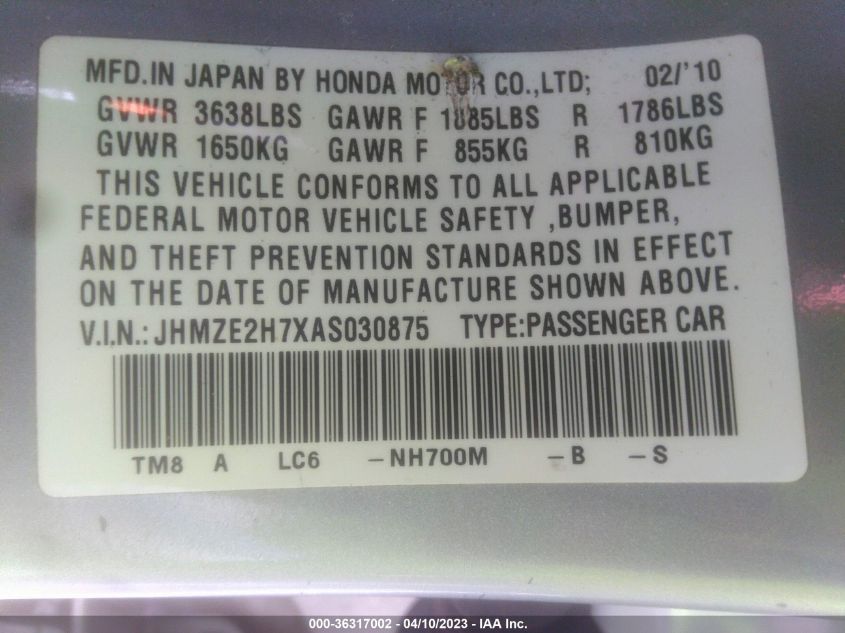 MFD.IN JAPAN BY HONDA MOTOR CO.,LTD; 02/'10
GVWR 3638LBS GAWR F 1885LBS R 1786LBS
GVWR 1650KG GAWR F 855KG R 810KG
THIS VEHICLE CONFORMS TO ALL APPLICABLE
FEDERAL MOTOR VEHICLE SAFETY ,BUMPER,
AND THEFT PREVENTION STANDARDS IN EFFECT
ON THE DATE OF MANUFACTURE SHOWN ABOVE.
V.I.N.: JHMZE2H7XAS030875 TYPE:PASSENGER CAR
TM8 A LC6 -NH700M -B -S
000-36317002 - 04/10/2023 - IAA Inc.